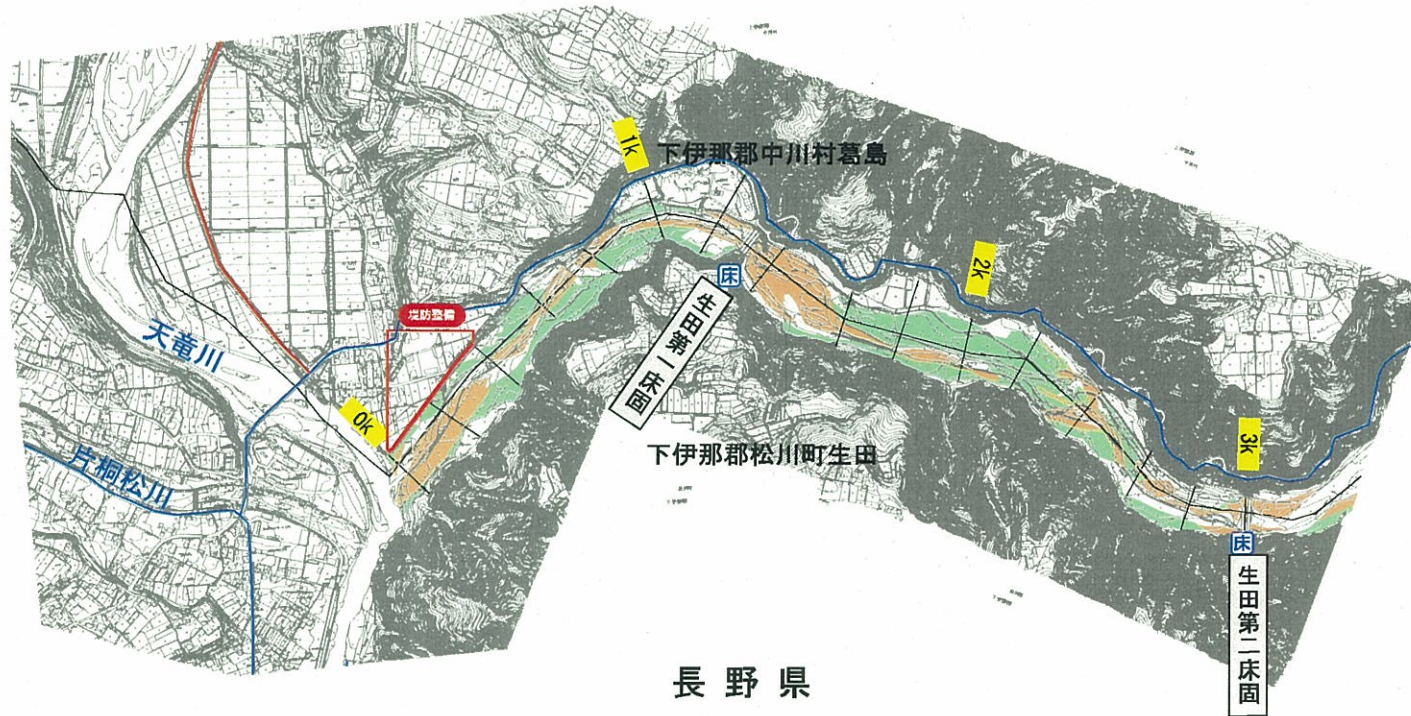 1k
下伊那郡中川村葛島
2k
床
堤防整備
天竜川
生田第一床固
0k
3k
下伊那郡松川町生田
片桐松川
床
生田第二床固
長野県